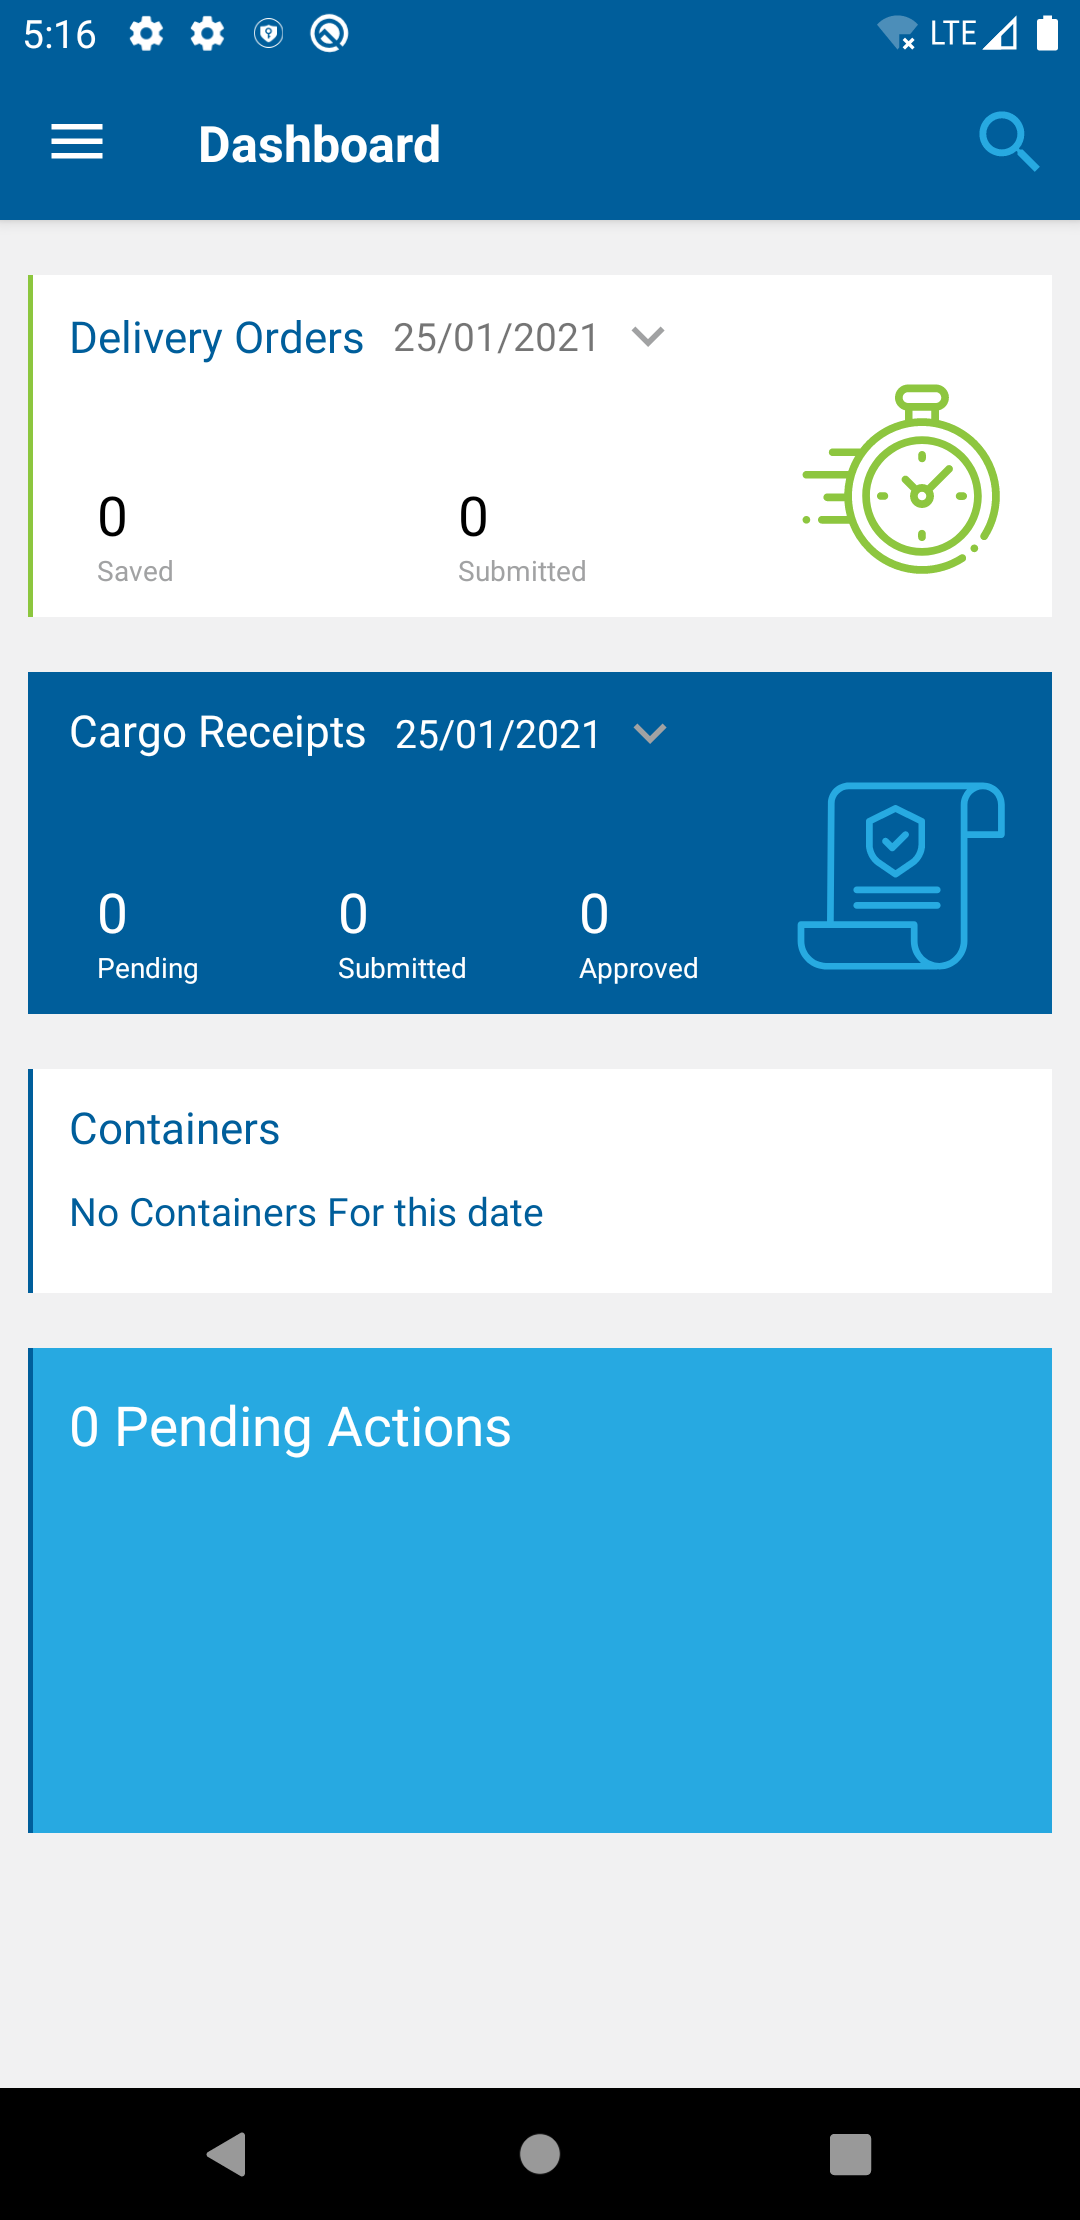 5:16 LTE
Dashboard
Delivery Orders 25/01/2021
0 0
Saved Submitted
Cargo Receipts 25/01/2021
0 0 0
Pending Submitted Approved
Containers
No Containers For this date
0 Pending Actions